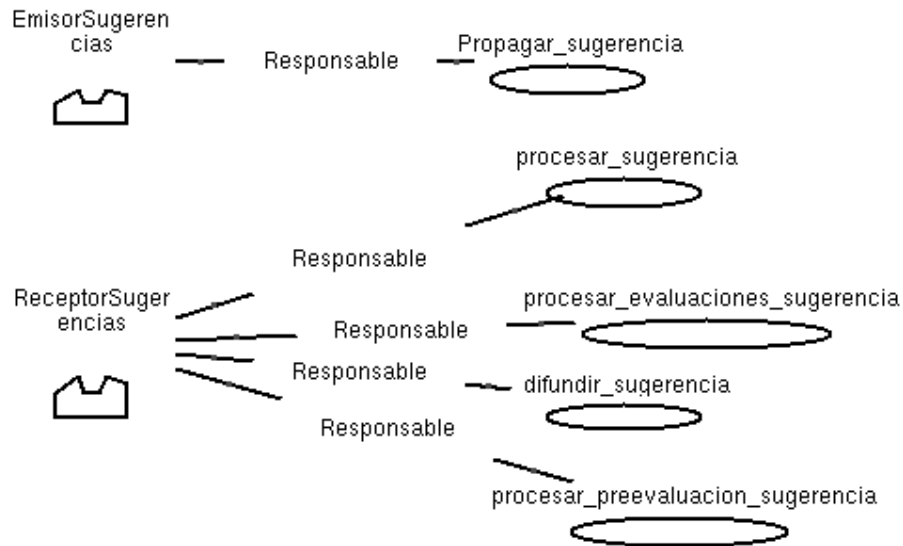 EmisorSugeren
cias
Responsable
Propagar_sugerencia
procesar_sugerencia
Responsable
ReceptorSuger
encias
procesar_evaluaciones_sugerencia
Responsable
Responsable
difundir_sugerencia
Responsable
procesar_preevaluacion_sugerencia